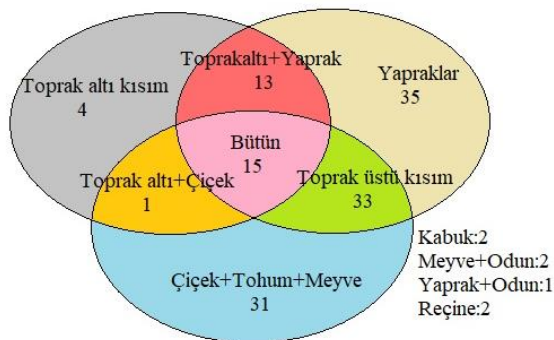 Toprakaltı+Yaprak
13
Toprak altı kısım
4
Yapraklar
35
Bütün
15
Toprak altı+Çiçek
1
Toprak üstü kısım
33
Çiçek+Tohum+Meyve
31
Kabuk:2
Meyve+Odun:2
Yaprak+Odun:1
Reçine:2